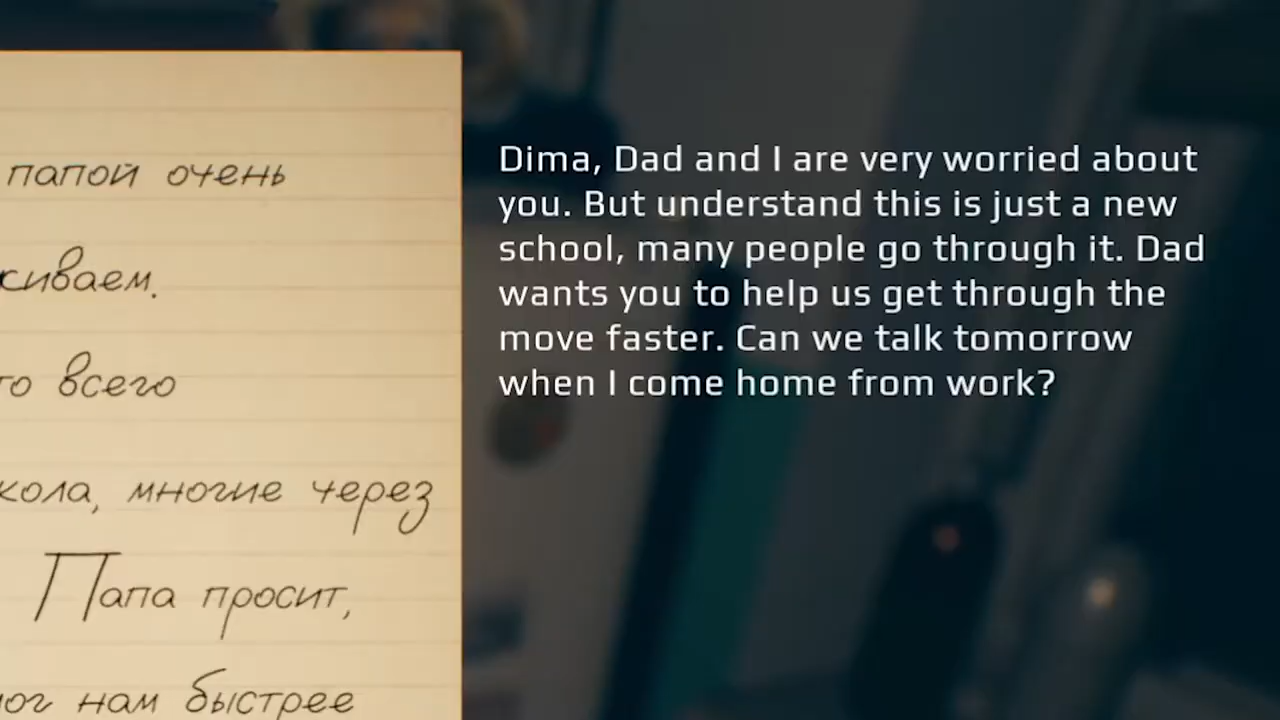 папой очень
живаем.
то всего
кола, многие через
Папа просит,
мог нам быстрее
Dima, Dad and I are very worried about
you. But understand this is just a new
school, many people go through it. Dad
wants you to help us get through the
move faster. Can we talk tomorrow
when I come home from work?